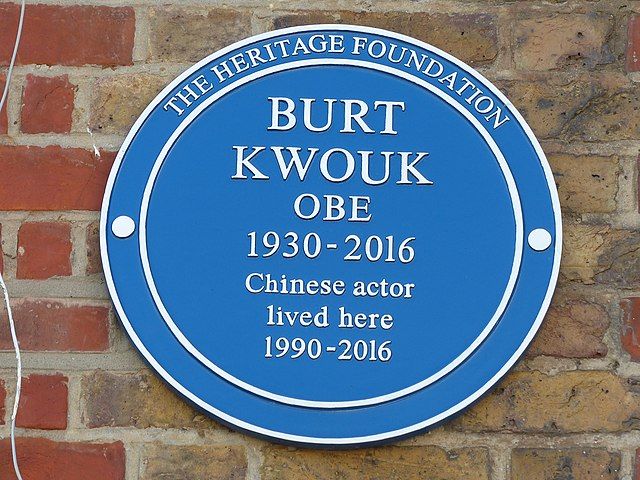 THE HERITAGE FOUNDATION
BURT
KWOUK
OBE
1930-2016
Chinese actor
lived here
1990-2016